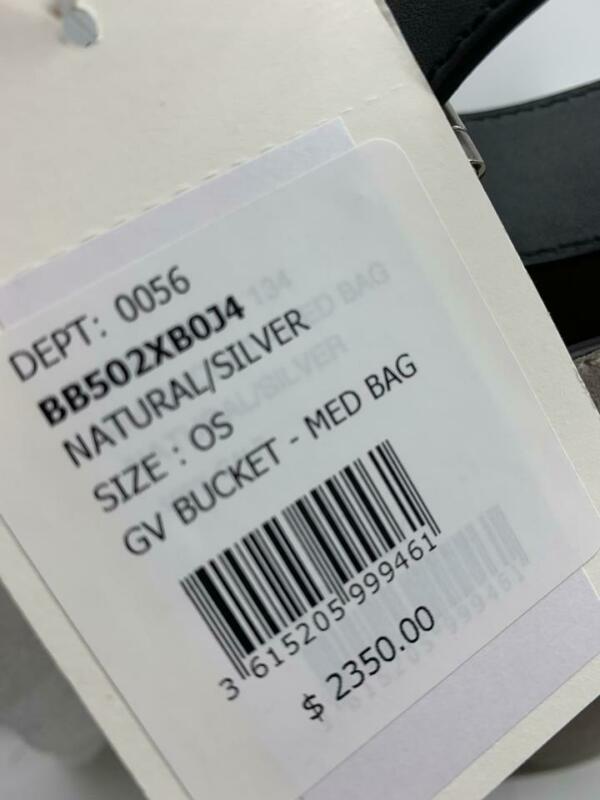 DEPT: 0056
BB502XB0J4
NATURAL/SILVER
SIZE : OS
GV BUCKET - MED BAG
3 615205 999461
$ 2350.00